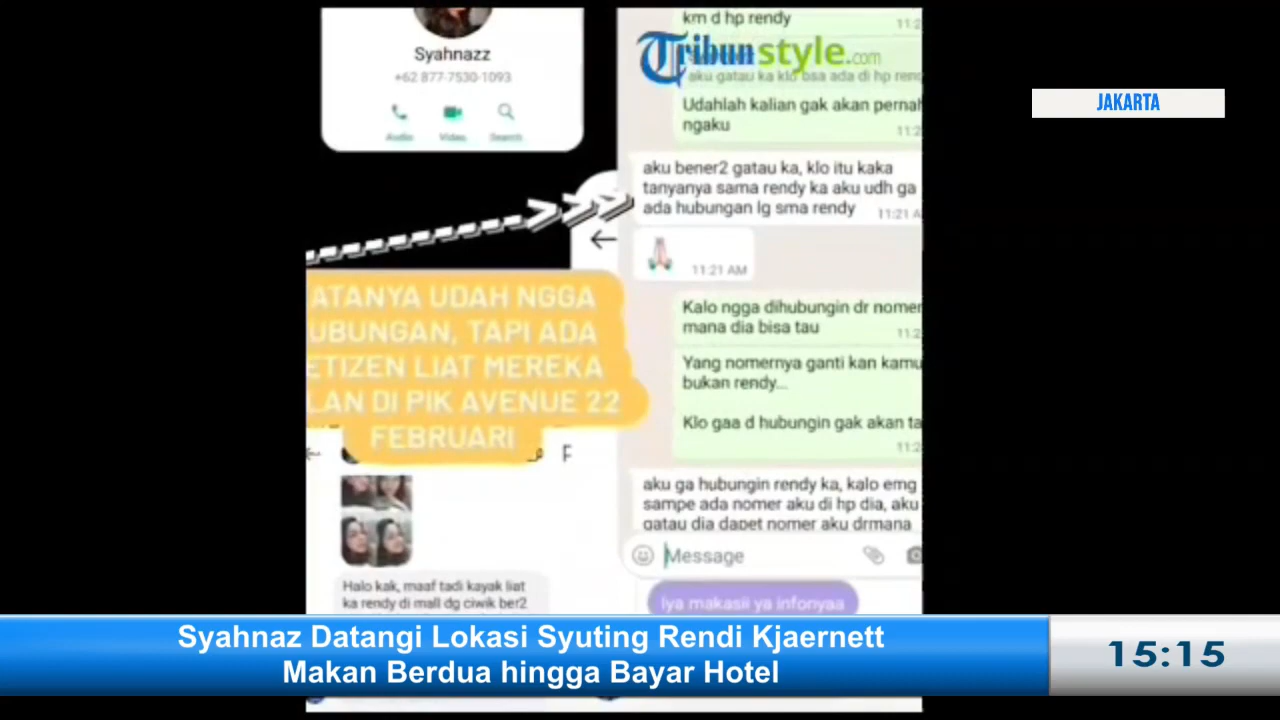 Syahnazz
+62 877-7530-1093
Audio Video Search
km d hp rendy
Tribunstyle.com
aku gatau ka klo bsa ada di hp rendy
Udahlah kalian gak akan pernah
ngaku
aku bener2 gatau ka, klo itu kaka
tanyanya sama rendy ka aku udh ga
ada hubungan lg sma rendy
11:21 A
11:21 AM
ATANYA UDAH NGGA
UBUNGAN, TAPI ADA
ETIZEN LIAT MEREKA
LAN DI PIK AVENUE 22
FEBRUARI
Kalo ngga dihubungin dr nomer
mana dia bisa tau
Yang nomernya ganti kan kamu
bukan rendy...
Klo gaa d hubungin gak akan ta
aku ga hubungin rendy ka, kalo emg
sampe ada nomer aku di hp dia, aku
gatau dia dapet nomer aku drmana
Message
Halo kak, maaf tadi kayak liat
ka rendy di mall dg ciwik ber2
Iya makasii ya infonyaa
JAKARTA
Syahnaz Datangi Lokasi Syuting Rendi Kjaernett
Makan Berdua hingga Bayar Hotel
15:15